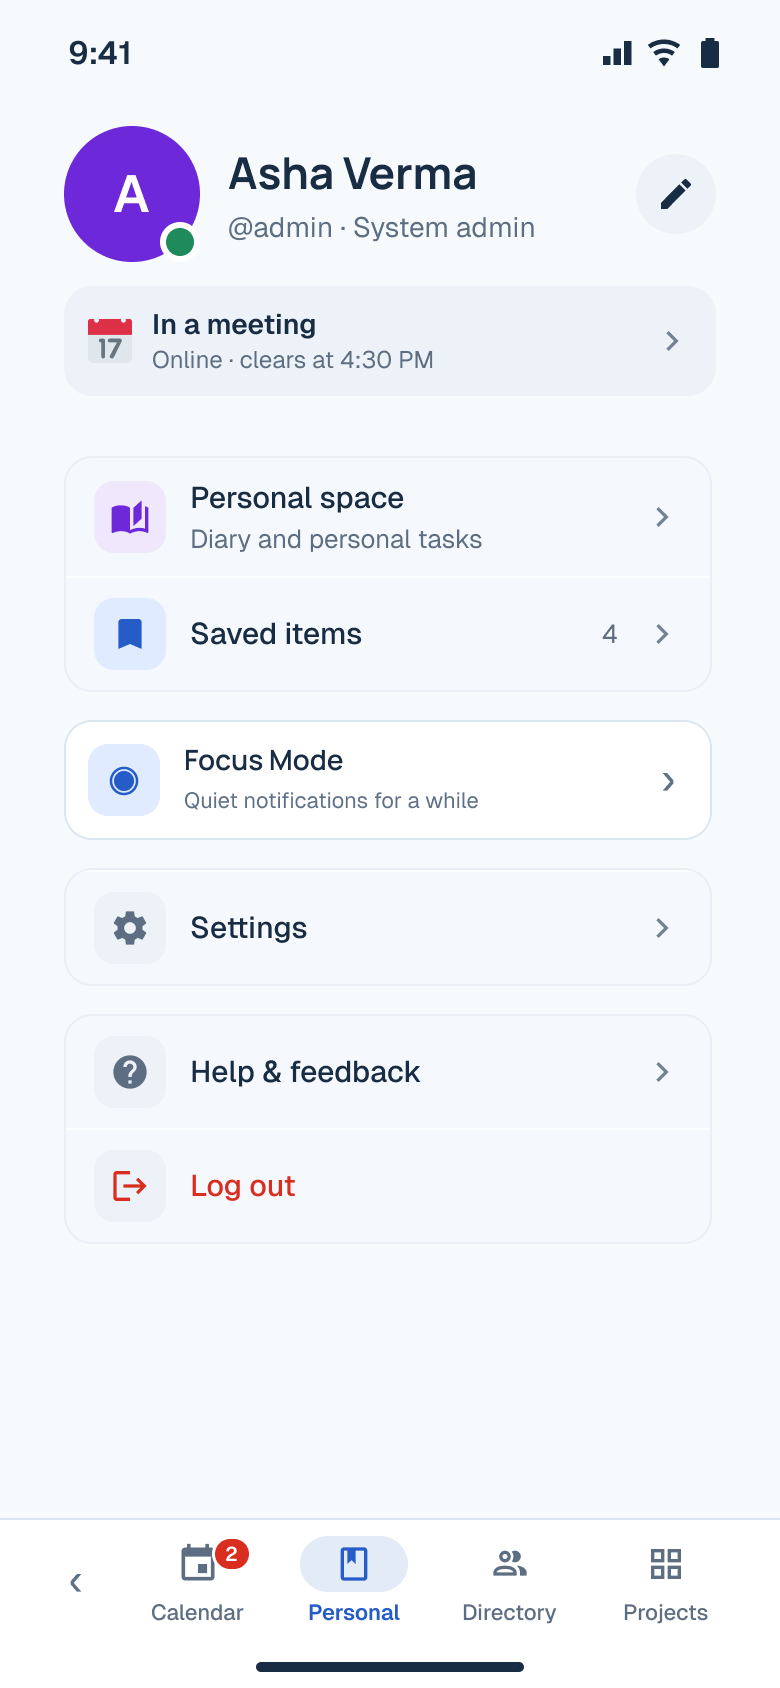 9:41
A
Asha Verma
@admin · System admin
17
In a meeting
Online · clears at 4:30 PM
Personal space
Diary and personal tasks
Saved items 4
Focus Mode
Quiet notifications for a while
Settings
Help & feedback
Log out
2
Calendar Personal Directory Projects